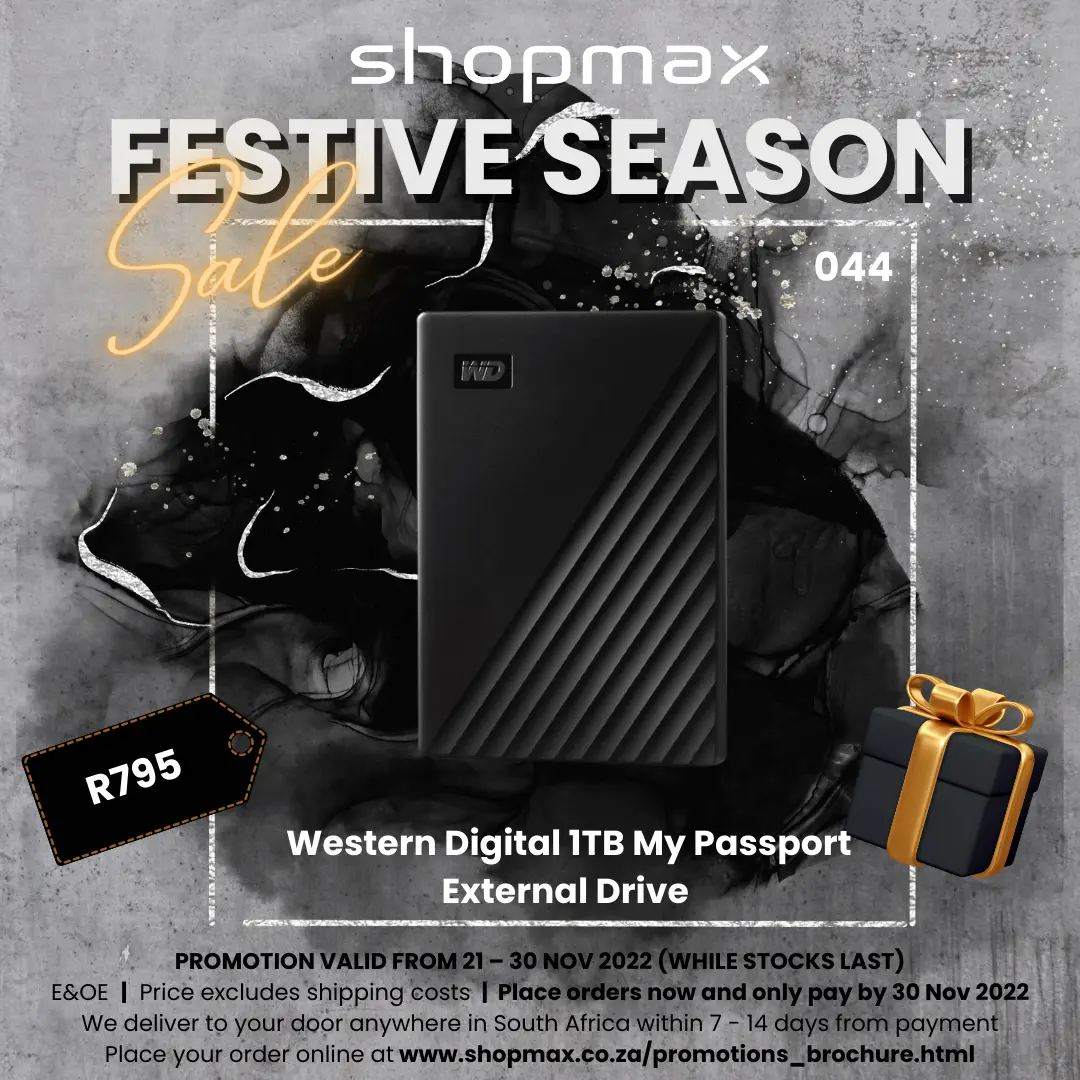 shopmax
FESTIVE SEASON
Sale
044
WD
R795
Western Digital 1TB My Passport
External Drive
PROMOTION VALID FROM 21 – 30 NOV 2022 (WHILE STOCKS LAST)
E&OE | Price excludes shipping costs | Place orders now and only pay by 30 Nov 2022
We deliver to your door anywhere in South Africa within 7 - 14 days from payment
Place your order online at www.shopmax.co.za/promotions_brochure.html